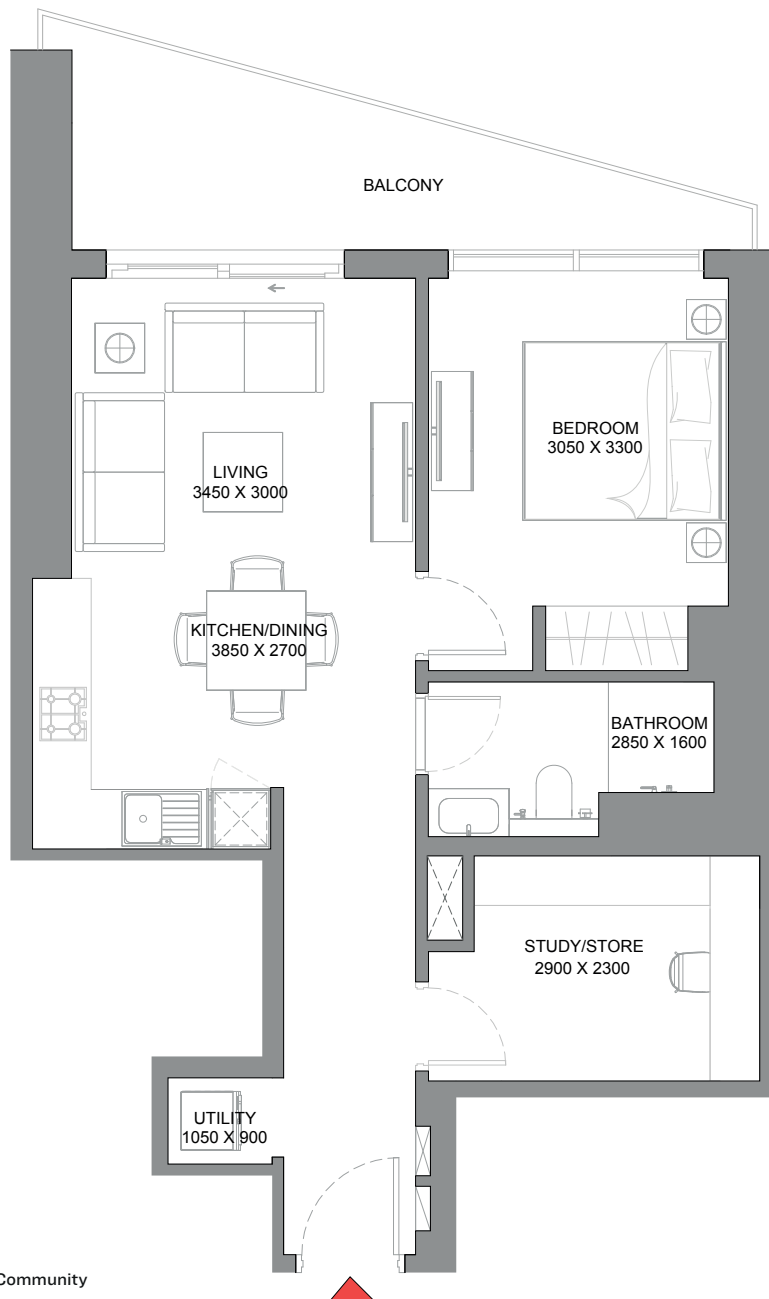 BALCONY
LIVING
3450 X 3000
BEDROOM
3050 X 3300
KITCHEN/DINING
3850 X 2700
BATHROOM
2850 X 1600
STUDY/STORE
2900 X 2300
UTILITY
1050 X 900
Community